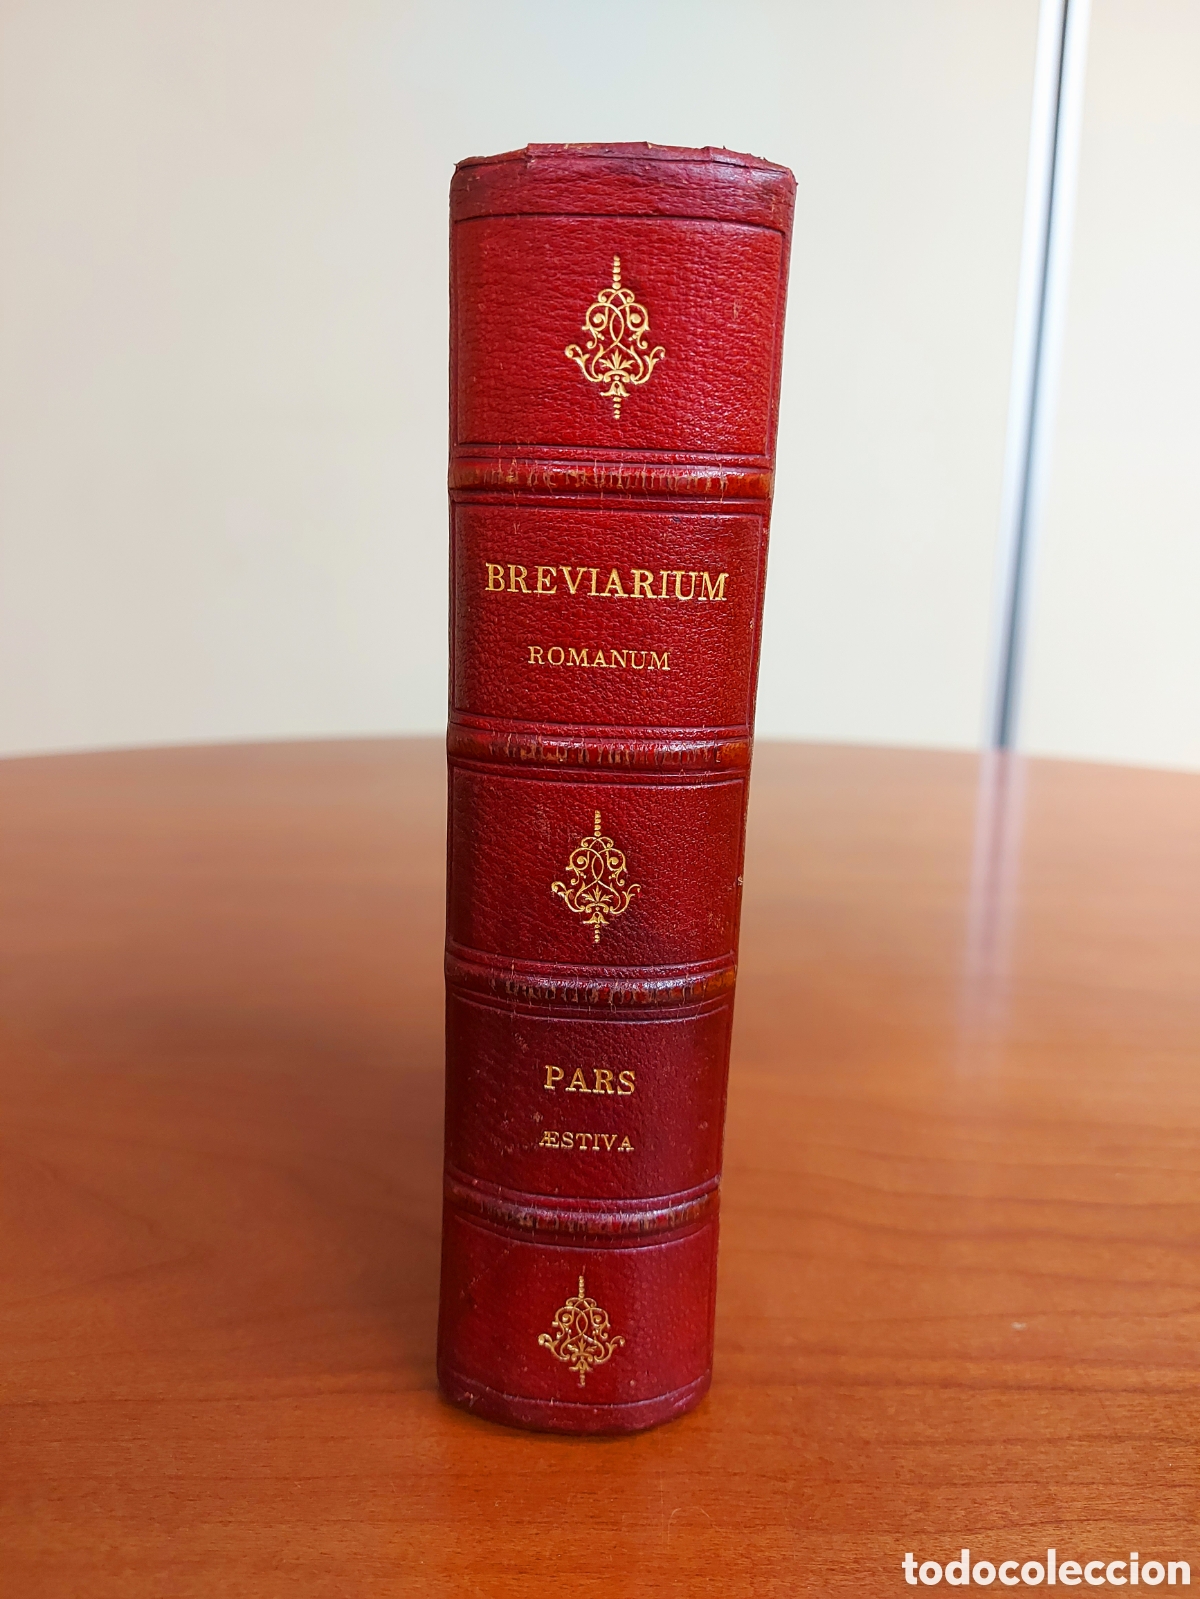 BREVIARIUM
ROMANUM
PARS
ÆSTIVA
todocoleccion